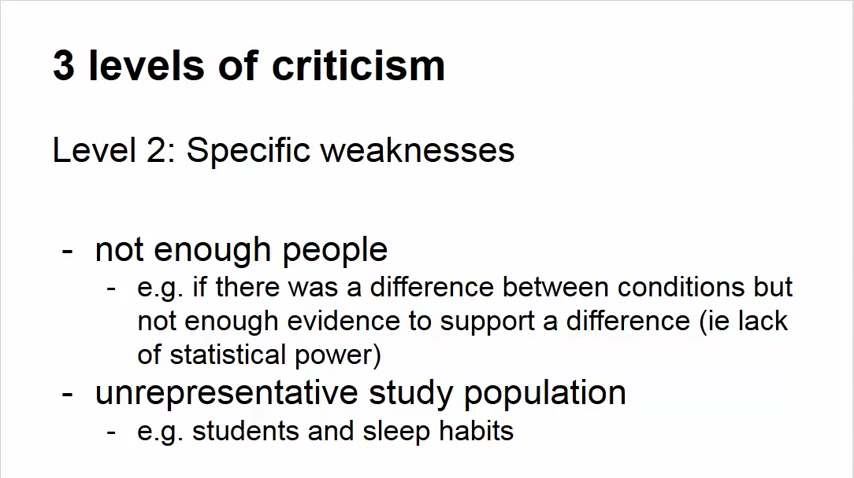 3 levels of criticism
Level 2: Specific weaknesses
- not enough people
- e.g. if there was a difference between conditions but
not enough evidence to support a difference (ie lack
of statistical power)
- unrepresentative study population
- e.g. students and sleep habits